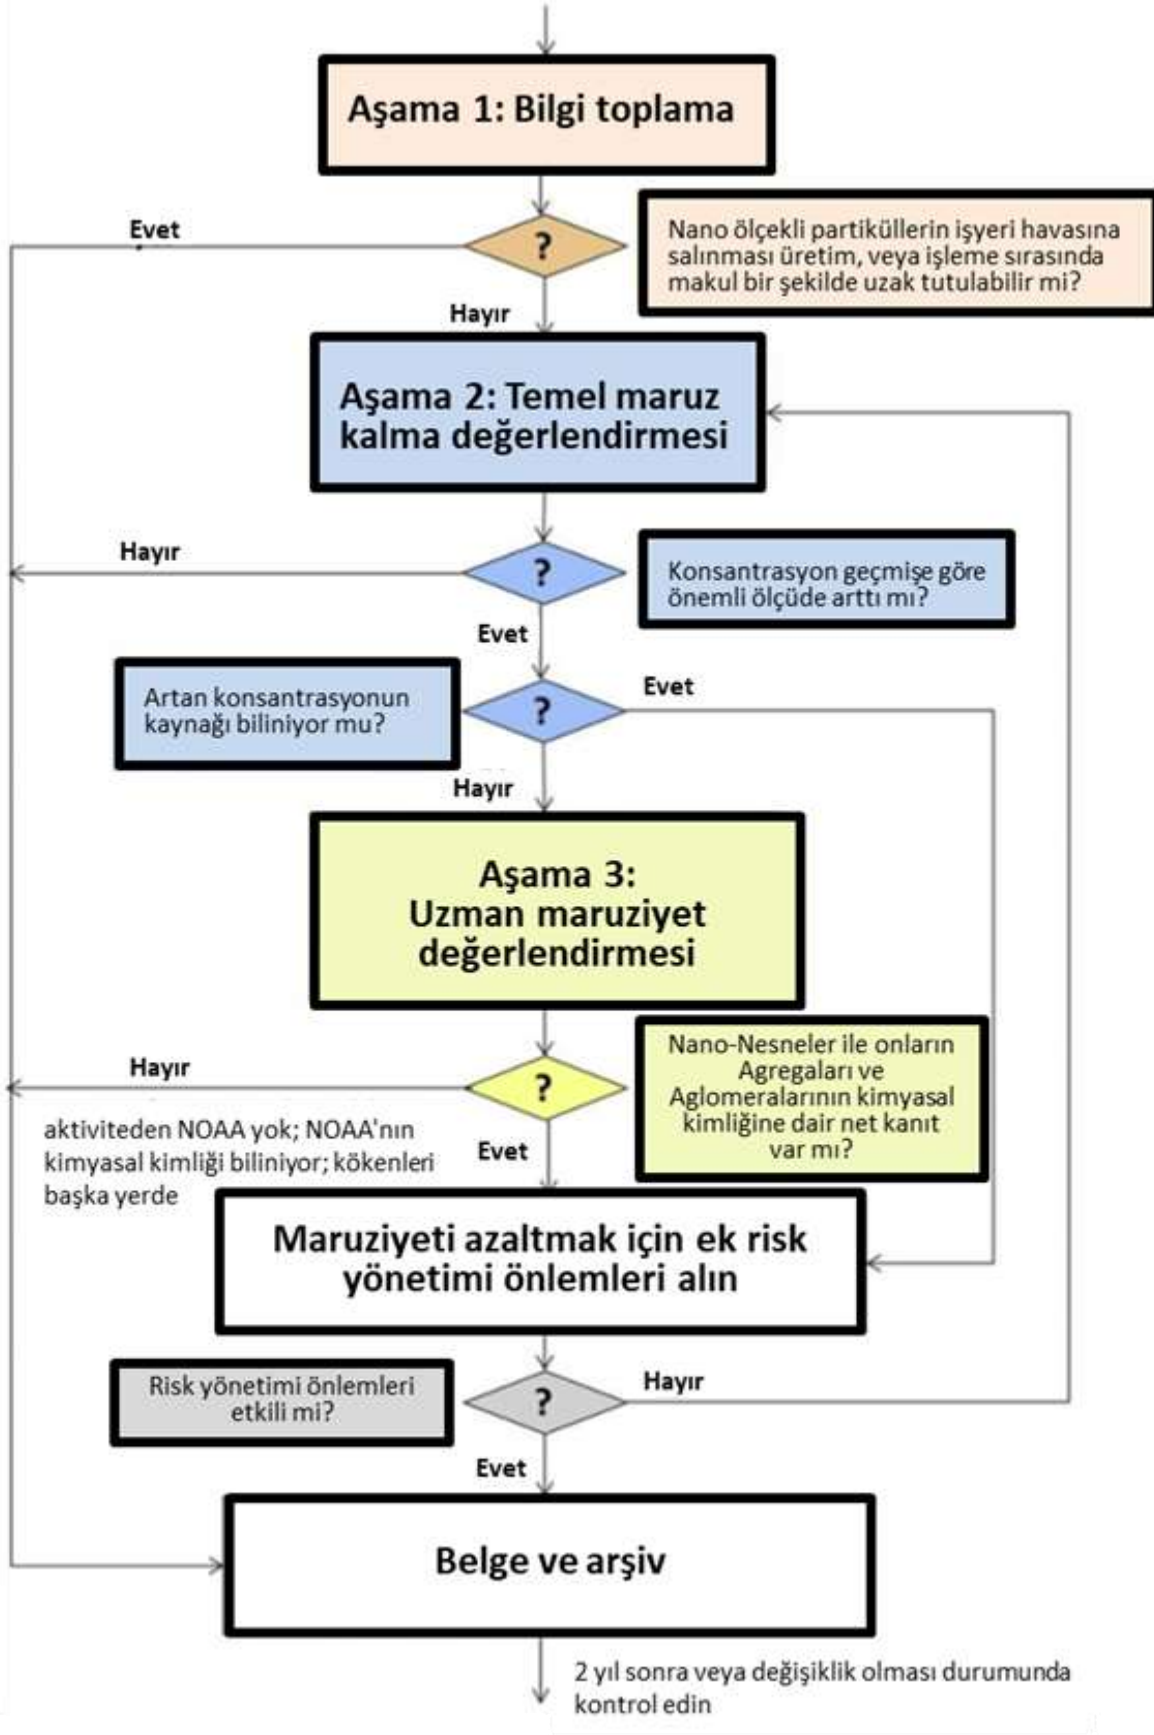 Aşama 1: Bilgi toplama
Evet
?
Nano ölçekli partiküllerin işyeri havasına
salınması üretim, veya işleme sırasında
makul bir şekilde uzak tutulabilir mi?
Hayır
Aşama 2: Temel maruz
kalma değerlendirmesi
Hayır
?
Konsantrasyon geçmişe göre
önemli ölçüde arttı mı?
Evet
Artan konsantrasyonun
kaynağı biliniyor mu?
?
Evet
Hayır
Aşama 3:
Uzman maruziyet
değerlendirmesi
Hayır
?
Nano-Nesneler ile onların
Agregaları ve
Aglomeralarının kimyasal
kimliğine dair net kanıt
var mı?
aktiviteden NOAA yok; NOAA'nın
kimyasal kimliği biliniyor; kökenleri
başka yerde
Evet
Maruziyeti azaltmak için ek risk
yönetimi önlemleri alın
Risk yönetimi önlemleri
etkili mi?
?
Hayır
Evet
Belge ve arşiv
2 yıl sonra veya değişiklik olması durumunda
kontrol edin